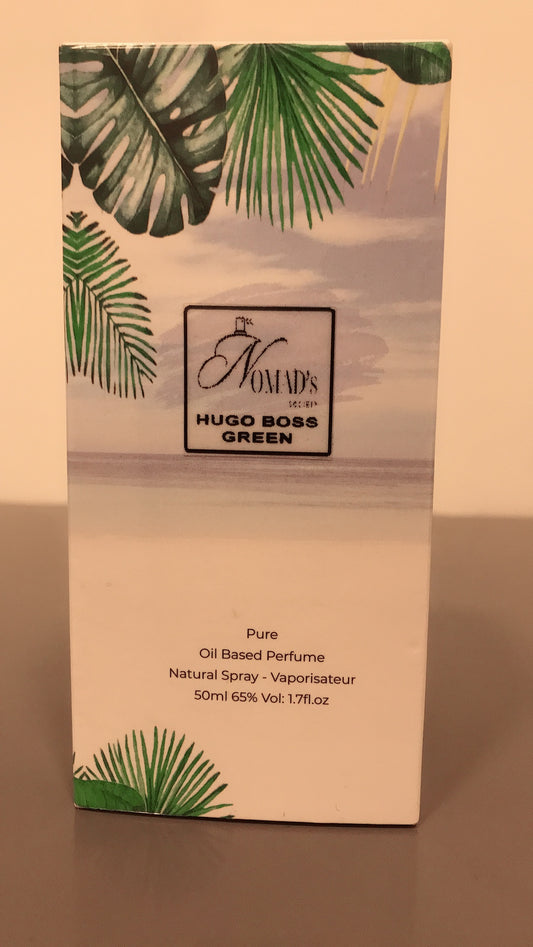 NOMAD's
HUGO BOSS
GREEN
Pure
Oil Based Perfume
Natural Spray - Vaporisateur
50ml 65% Vol: 1.7fl.oz